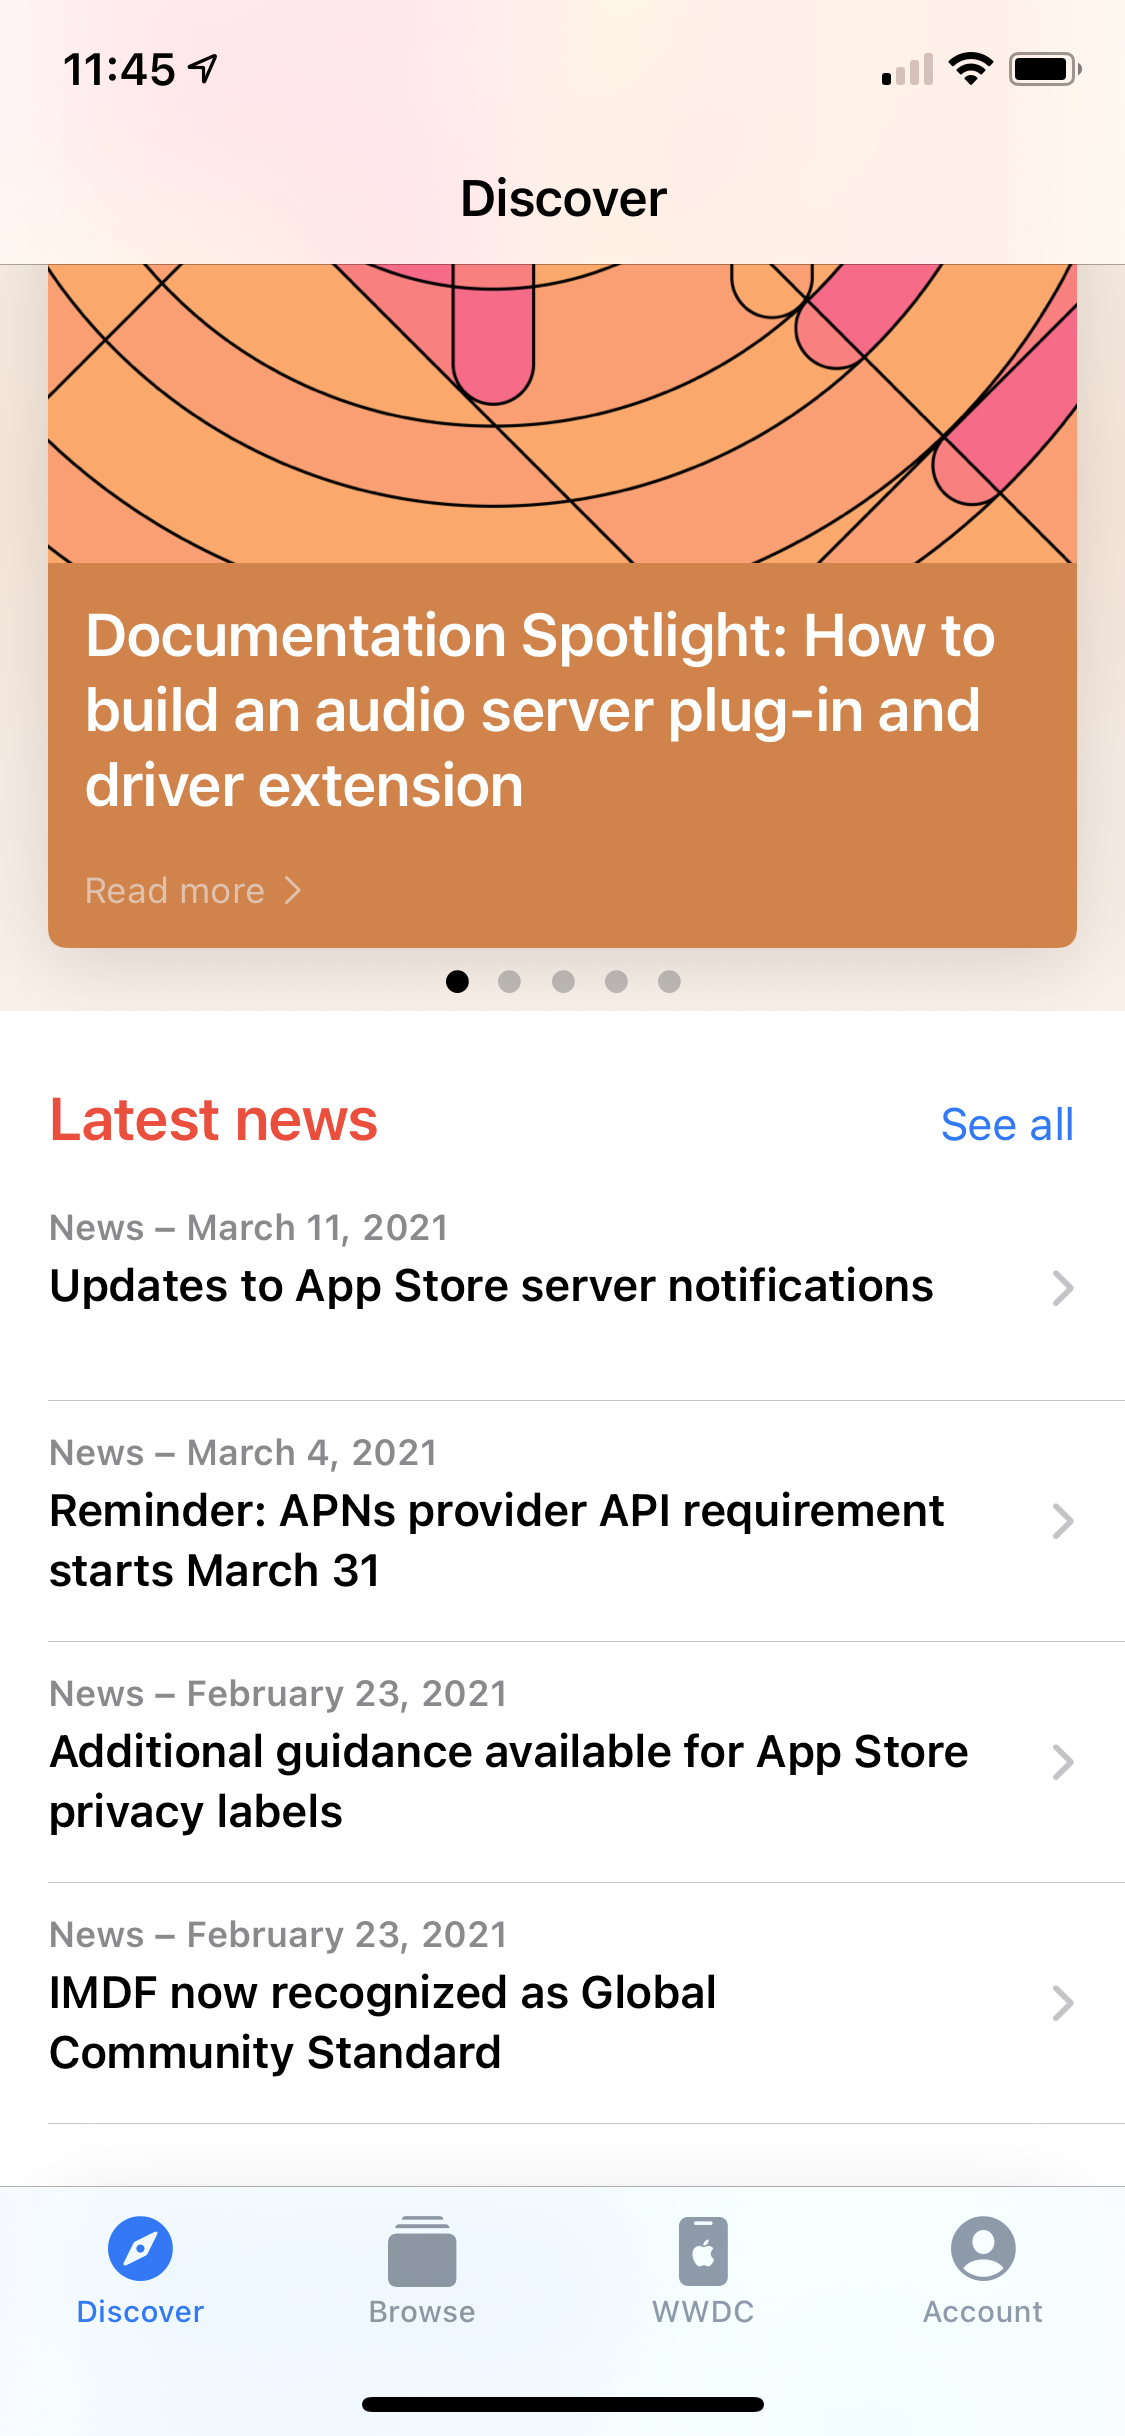 11:45
Discover
Documentation Spotlight: How to
build an audio server plug-in and
driver extension
Read more
Latest news
See all
News – March 11, 2021
Updates to App Store server notifications
News – March 4, 2021
Reminder: APNs provider API requirement
starts March 31
News – February 23, 2021
Additional guidance available for App Store
privacy labels
News – February 23, 2021
IMDF now recognized as Global
Community Standard
Discover
Browse
WWDC
Account